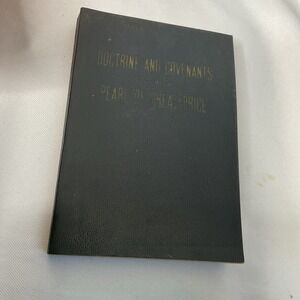 DOCTRINE AND COVENANTS
PEARL OF GREAT PRICE